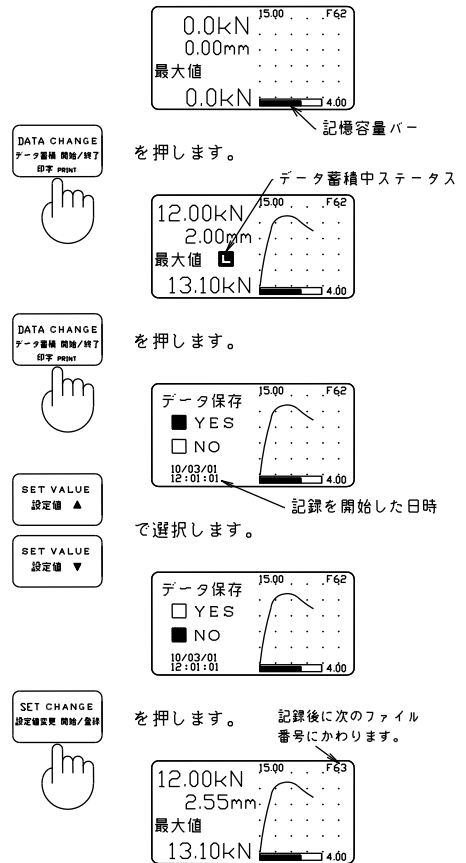 0.0kN 15.00 F62
0.00mm
最大値
0.0kN 4.00
記憶容量バー
DATA CHANGE
データ蓄積 開始/終了
印字 PRINT
を押します。
データ蓄積中ステータス
12.00kN 15.00 F62
2.00mm
最大値 L
13.10kN 4.00
DATA CHANGE
データ蓄積 開始/終了
印字 PRINT
を押します。
データ保存 15.00 F62
YES
NO
10/03/01
12:01:01 4.00
記録を開始した日時
SET VALUE
設定値 ▲
で選択します。
SET VALUE
設定値 ▼
データ保存 15.00 F62
YES
NO
10/03/01
12:01:01 4.00
SET CHANGE
設定値変更 開始/登録
を押します。
記録後に次のファイル
番号にかわります。
12.00kN 15.00 F63
2.55mm
最大値
13.10kN 4.00